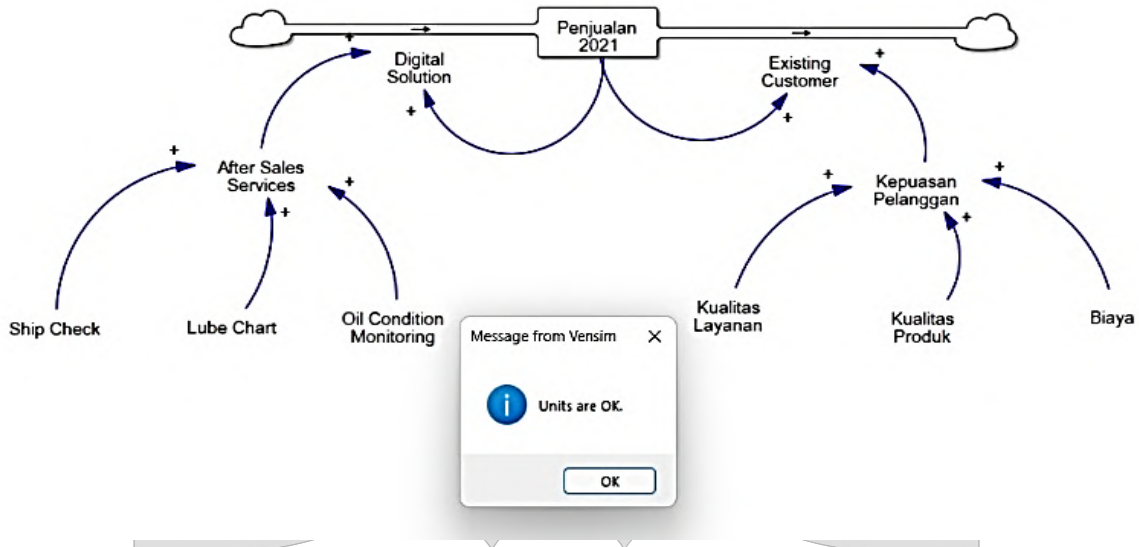 Penjualan
2021
+
Digital
Solution
+
Existing
Customer
+
+
+
After Sales
Services
+
+
+
+
Kepuasan
Pelanggan
+
+
+
Ship Check
Lube Chart
Oil Condition
Monitoring
Kualitas
Layanan
Kualitas
Produk
Biaya
Message from Vensim
Units are OK.
OK